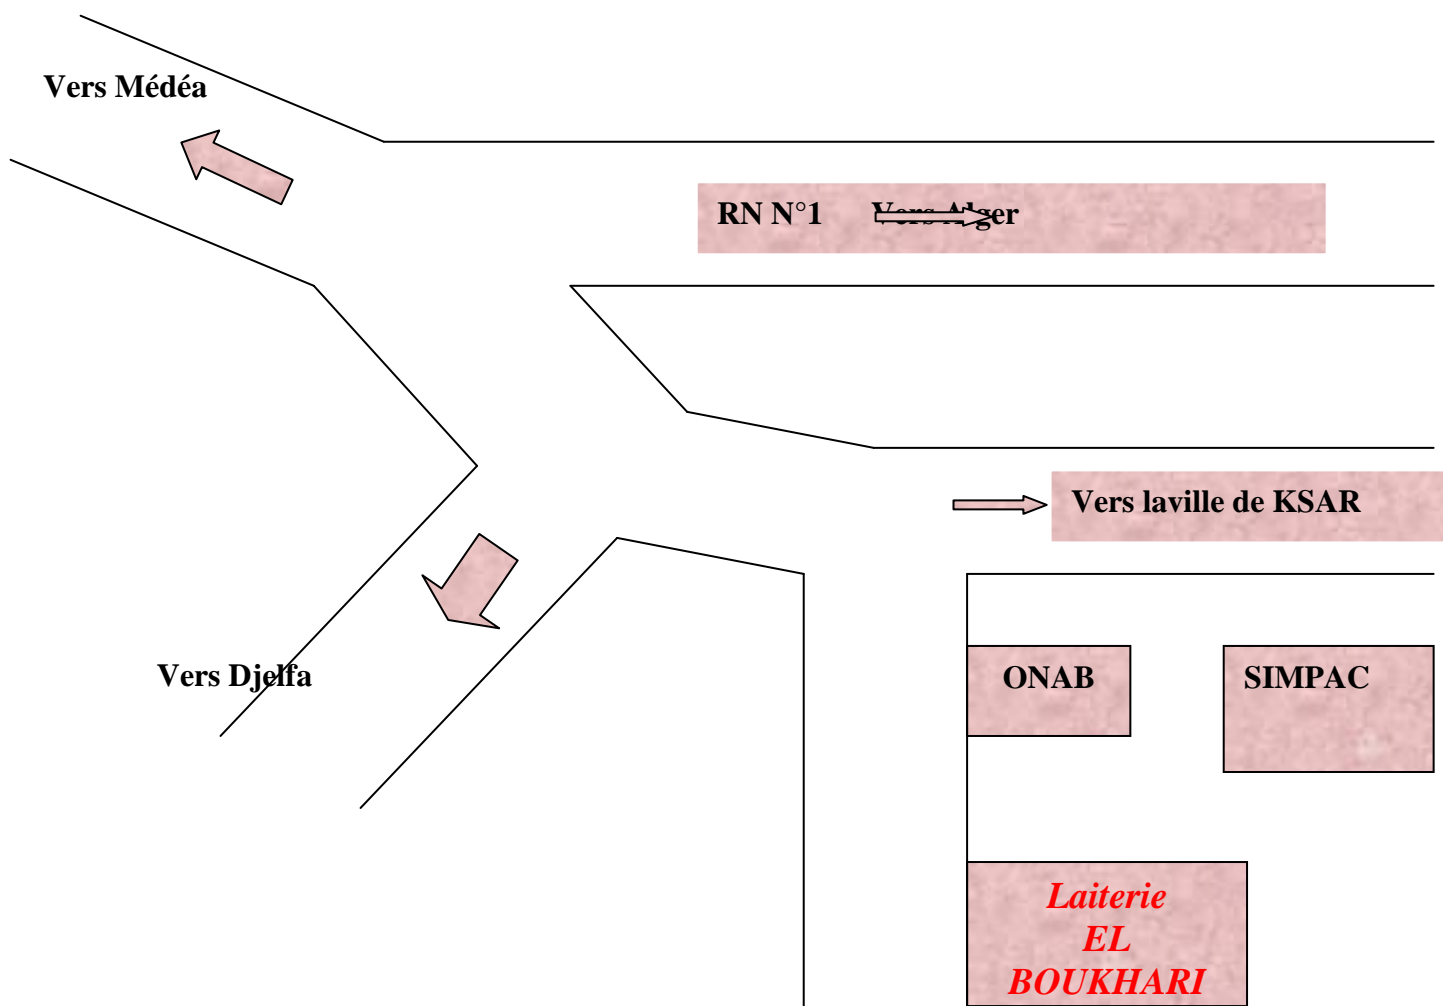 Vers Médéa
RN N°1 Vers Alger
Vers laville de KSAR
Vers Djelfa
ONAB
SIMPAC
Laiterie
EL
BOUKHARI